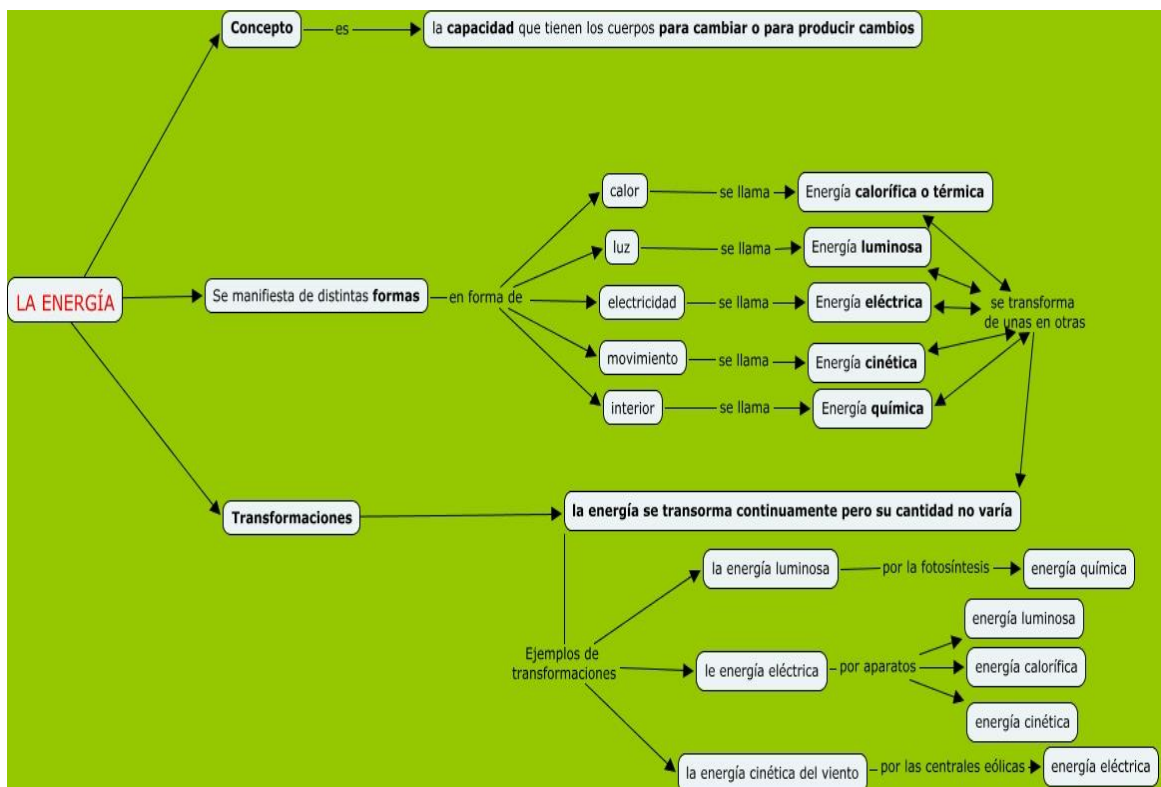 Concepto
es
la capacidad que tienen los cuerpos para cambiar o para producir cambios
LA ENERGÍA
Se manifiesta de distintas formas
en forma de
calor
se llama
Energía calorífica o térmica
luz
se llama
Energía luminosa
electricidad
se llama
Energía eléctrica
movimiento
se llama
Energía cinética
interior
se llama
Energía química
se transforma
de unas en otras
Transformaciones
la energía se transorma continuamente pero su cantidad no varía
Ejemplos de
transformaciones
la energía luminosa
por la fotosíntesis
energía química
le energía eléctrica
por aparatos
energía luminosa
energía calorífica
energía cinética
la energía cinética del viento
por las centrales eólicas
energía eléctrica